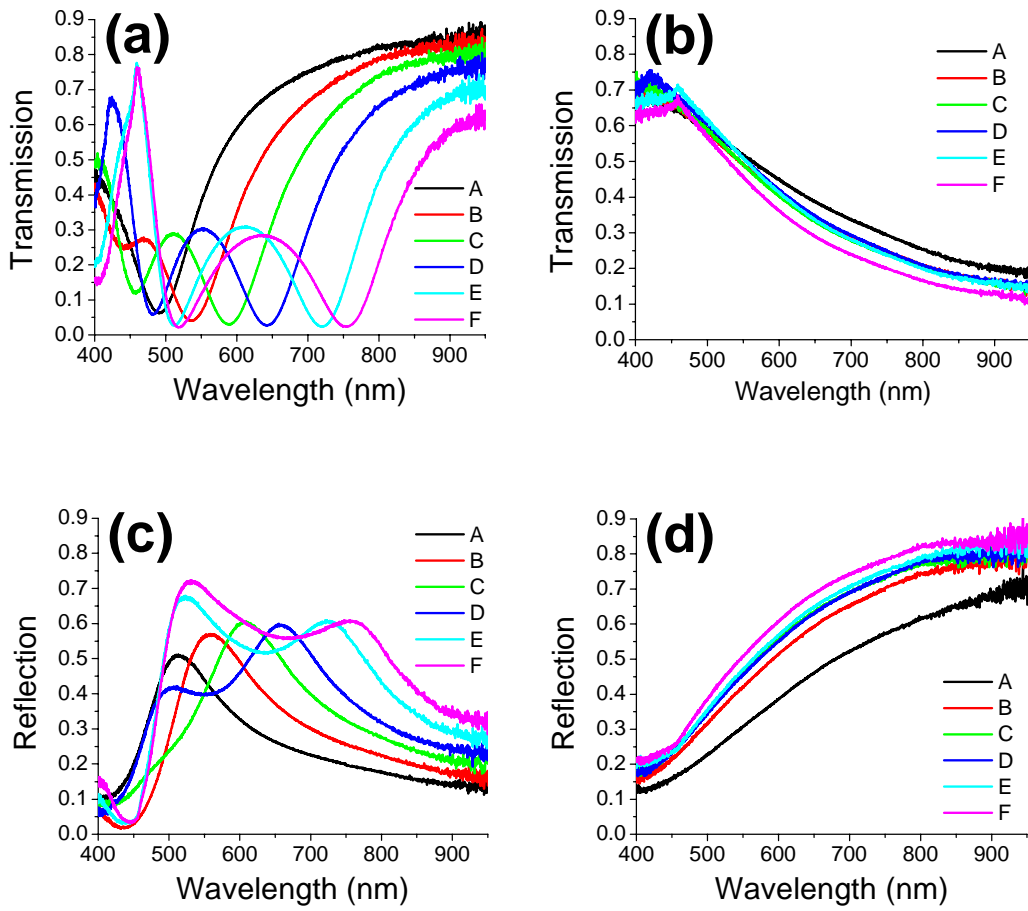 (a)
Transmission
0.9
0.8
0.7
0.6
0.5
0.4
0.3
0.2
0.1
0.0
400 500 600 700 800 900
Wavelength (nm)
A
B
C
D
E
F
(b)
Transmission
0.9
0.8
0.7
0.6
0.5
0.4
0.3
0.2
0.1
0.0
400 500 600 700 800 900
Wavelength (nm)
A
B
C
D
E
F
(c)
Reflection
0.9
0.8
0.7
0.6
0.5
0.4
0.3
0.2
0.1
0.0
400 500 600 700 800 900
Wavelength (nm)
A
B
C
D
E
F
(d)
Reflection
0.9
0.8
0.7
0.6
0.5
0.4
0.3
0.2
0.1
0.0
400 500 600 700 800 900
Wavelength (nm)
A
B
C
D
E
F